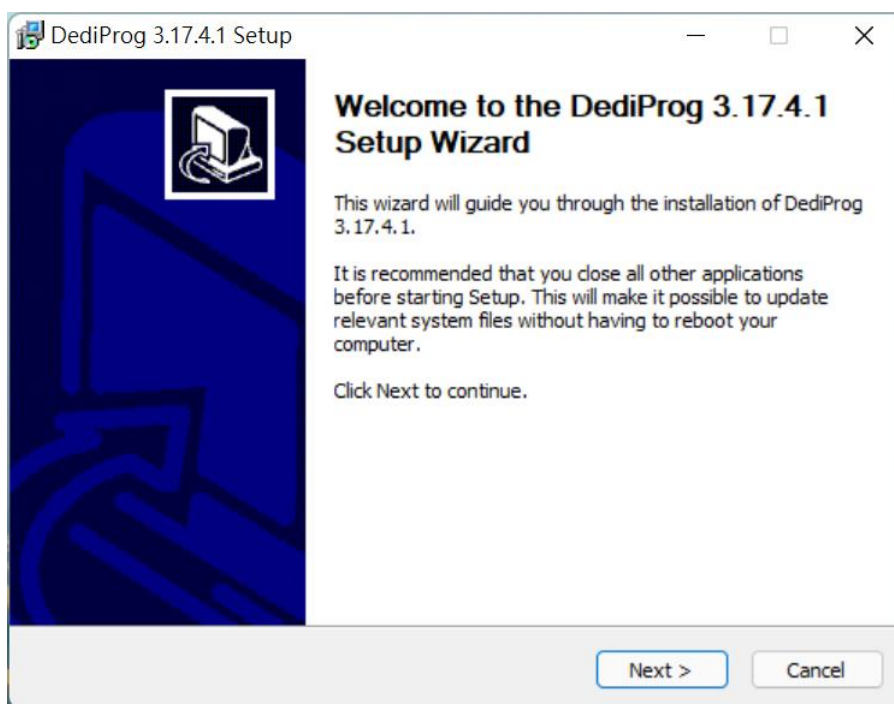 DediProg 3.17.4.1 Setup
Welcome to the DediProg 3.17.4.1
Setup Wizard
This wizard will guide you through the installation of DediProg
3.17.4.1.
It is recommended that you close all other applications
before starting Setup. This will make it possible to update
relevant system files without having to reboot your
computer.
Click Next to continue.
Next >
Cancel